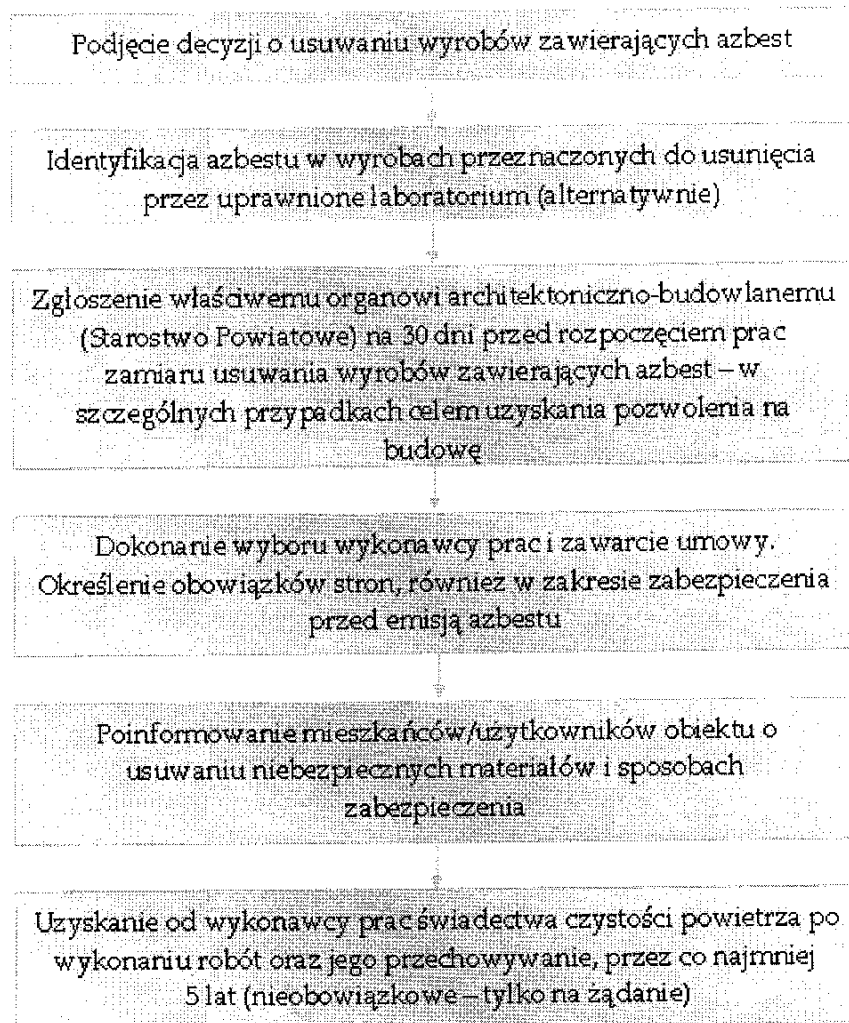 Podjęcie decyzji o usuwaniu wyrobów zawierających azbest
Identyfikacja azbestu w wyrobach przeznaczonych do usunięcia
przez uprawnione laboratorium (alternatywnie)
Zgłoszenie właściwemu organowi architektoniczno-budowlanemu
(Starostwo Powiatowe) na 30 dni przed rozpoczęciem prac
zamiaru usuwania wyrobów zawierających azbest – w
szczególnych przypadkach celem uzyskania pozwolenia na
budowę
Dokonanie wyboru wykonawcy prac i zawarcie umowy.
Określenie obowiązków stron, również w zakresie zabezpieczenia
przed emisją azbestu
Poinformowanie mieszkańców/użytkowników obiektu o
usuwaniu niebezpiecznych materiałów i sposobach
zabezpieczenia
Uzyskanie od wykonawcy prac świadectwa czystości powietrza po
wykonaniu robót oraz jego przechowywanie, przez co najmniej
5 lat (nieobowiązkowe – tylko na żądanie)